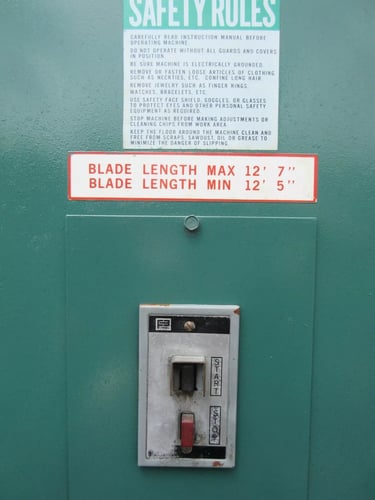 SAFETY RULES
CAREFULLY READ INSTRUCTION MANUAL BEFORE
OPERATING MACHINE.
DO NOT OPERATE WITHOUT ALL GUARDS AND COVERS
IN POSITION.
BE SURE MACHINE IS ELECTRICALLY GROUNDED.
REMOVE OR FASTEN LOOSE ARTICLES OF CLOTHING
SUCH AS NECKTIES, ETC. CONFINE LONG HAIR.
REMOVE JEWELRY SUCH AS FINGER RINGS,
WATCHES, BRACELETS, ETC.
USE SAFETY FACE SHIELD, GOGGLES, OR GLASSES
TO PROTECT EYES AND OTHER PERSONAL SAFETY
EQUIPMENT AS REQUIRED.
STOP MACHINE BEFORE MAKING ADJUSTMENTS OR
CLEANING CHIPS FROM WORK AREA.
KEEP THE FLOOR AROUND THE MACHINE CLEAN AND
FREE FROM SCRAPS, SAWDUST, OIL OR GREASE TO
MINIMIZE THE DANGER OF SLIPPING.
BLADE LENGTH MAX 12' 7"
BLADE LENGTH MIN 12' 5"
START
STOP